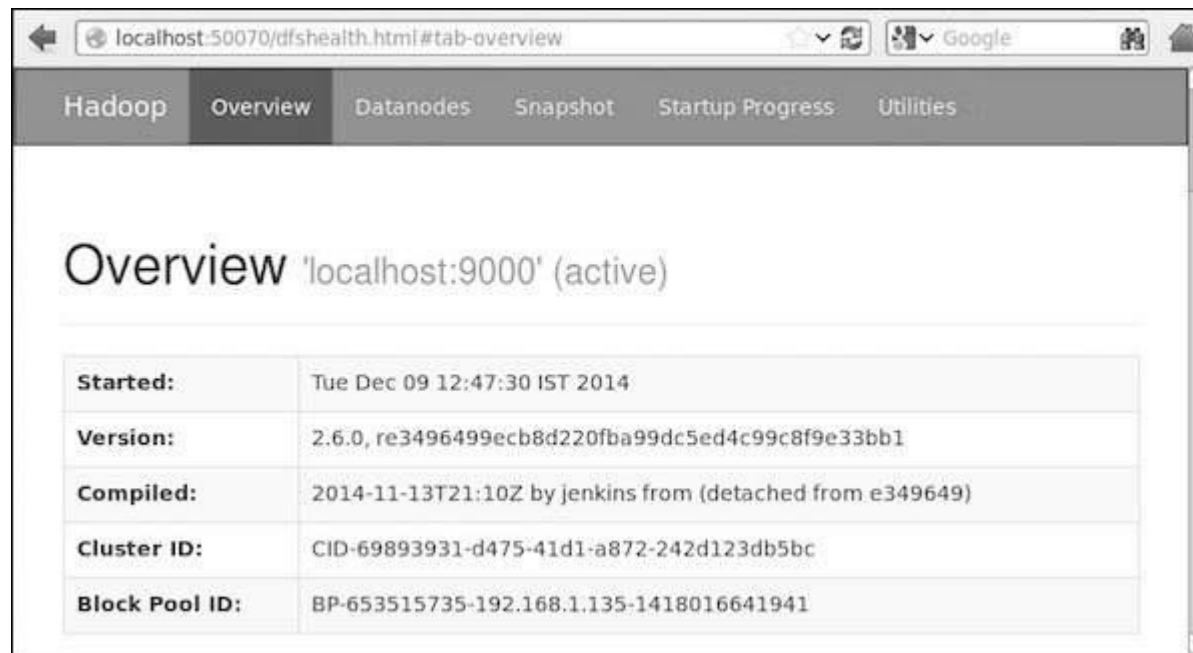 localhost:50070/dfshealth.html#tab-overview Google
Hadoop Overview Datanodes Snapshot Startup Progress Utilities
Overview 'localhost:9000' (active)
Started: Tue Dec 09 12:47:30 IST 2014
Version: 2.6.0, re3496499ecb8d220fba99dc5ed4c99c8f9e33bb1
Compiled: 2014-11-13T21:10Z by jenkins from (detached from e349649)
Cluster ID: CID-69893931-d475-41d1-a872-242d123db5bc
Block Pool ID: BP-653515735-192.168.1.135-1418016641941